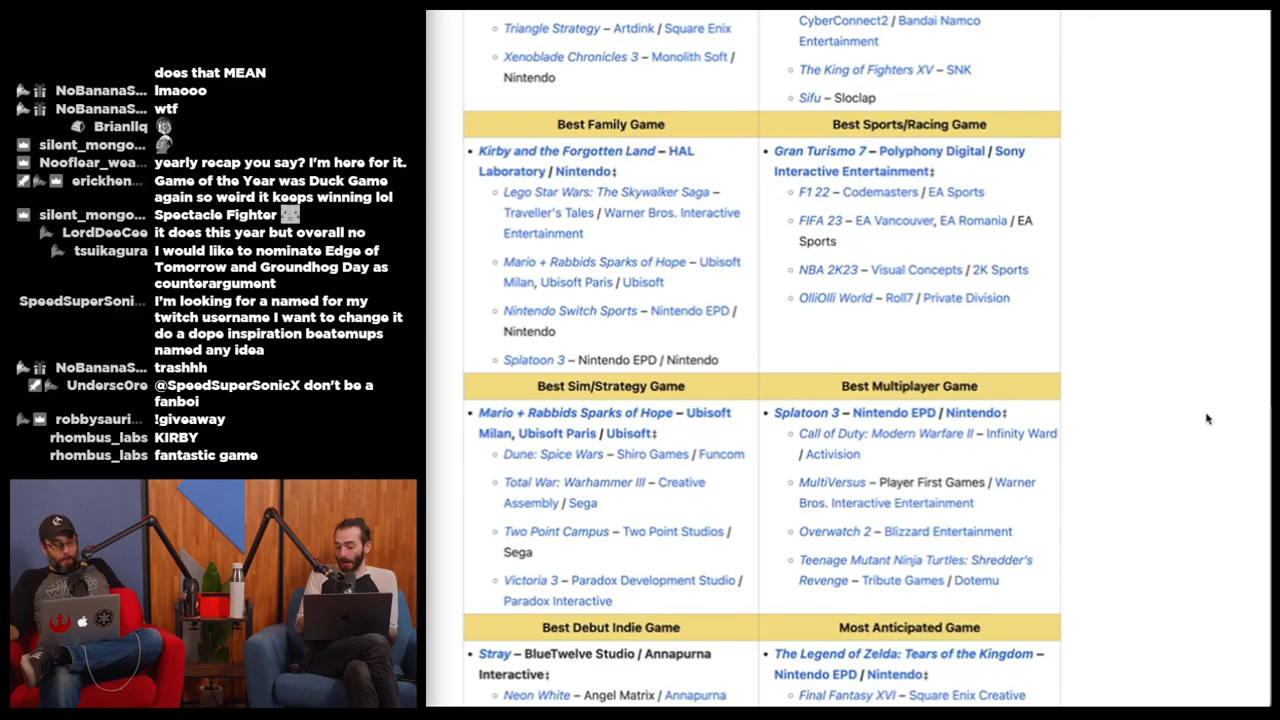 does that MEAN
NoBananaS... lmaooo
NoBananaS... wtf
Brianliq
silent_mongo...
Nooflear_wea... yearly recap you say? I'm here for it.
erickhen... Game of the Year was Duck Game
again so weird it keeps winning lol
silent_mongo... Spectacle Fighter
LordDeeCee it does this year but overall no
tsuikagura I would like to nominate Edge of
Tomorrow and Groundhog Day as
counterargument
SpeedSuperSoni... I'm looking for a named for my
twitch username I want to change it
do a dope inspiration beatemups
named any idea
NoBananaS... trashhh
Undersc0re @SpeedSuperSonicX don't be a
fanboi
robbysauri... !giveaway
rhombus_labs KIRBY
rhombus_labs fantastic game
Triangle Strategy – Artdink / Square Enix
Xenoblade Chronicles 3 – Monolith Soft /
Nintendo
CyberConnect2 / Bandai Namco
Entertainment
The King of Fighters XV – SNK
Sifu – Sloclap
Best Family Game
Kirby and the Forgotten Land – HAL
Laboratory / Nintendo‡
Lego Star Wars: The Skywalker Saga –
Traveller's Tales / Warner Bros. Interactive
Entertainment
Mario + Rabbids Sparks of Hope – Ubisoft
Milan, Ubisoft Paris / Ubisoft
Nintendo Switch Sports – Nintendo EPD /
Nintendo
Splatoon 3 – Nintendo EPD / Nintendo
Best Sports/Racing Game
Gran Turismo 7 – Polyphony Digital / Sony
Interactive Entertainment‡
F1 22 – Codemasters / EA Sports
FIFA 23 – EA Vancouver, EA Romania / EA
Sports
NBA 2K23 – Visual Concepts / 2K Sports
OlliOlli World – Roll7 / Private Division
Best Sim/Strategy Game
Mario + Rabbids Sparks of Hope – Ubisoft
Milan, Ubisoft Paris / Ubisoft‡
Dune: Spice Wars – Shiro Games / Funcom
Total War: Warhammer III – Creative
Assembly / Sega
Two Point Campus – Two Point Studios /
Sega
Victoria 3 – Paradox Development Studio /
Paradox Interactive
Best Multiplayer Game
Splatoon 3 – Nintendo EPD / Nintendo‡
Call of Duty: Modern Warfare II – Infinity Ward
/ Activision
MultiVersus – Player First Games / Warner
Bros. Interactive Entertainment
Overwatch 2 – Blizzard Entertainment
Teenage Mutant Ninja Turtles: Shredder's
Revenge – Tribute Games / Dotemu
Best Debut Indie Game
Stray – BlueTwelve Studio / Annapurna
Interactive‡
Neon White – Angel Matrix / Annapurna
Most Anticipated Game
The Legend of Zelda: Tears of the Kingdom –
Nintendo EPD / Nintendo‡
Final Fantasy XVI – Square Enix Creative